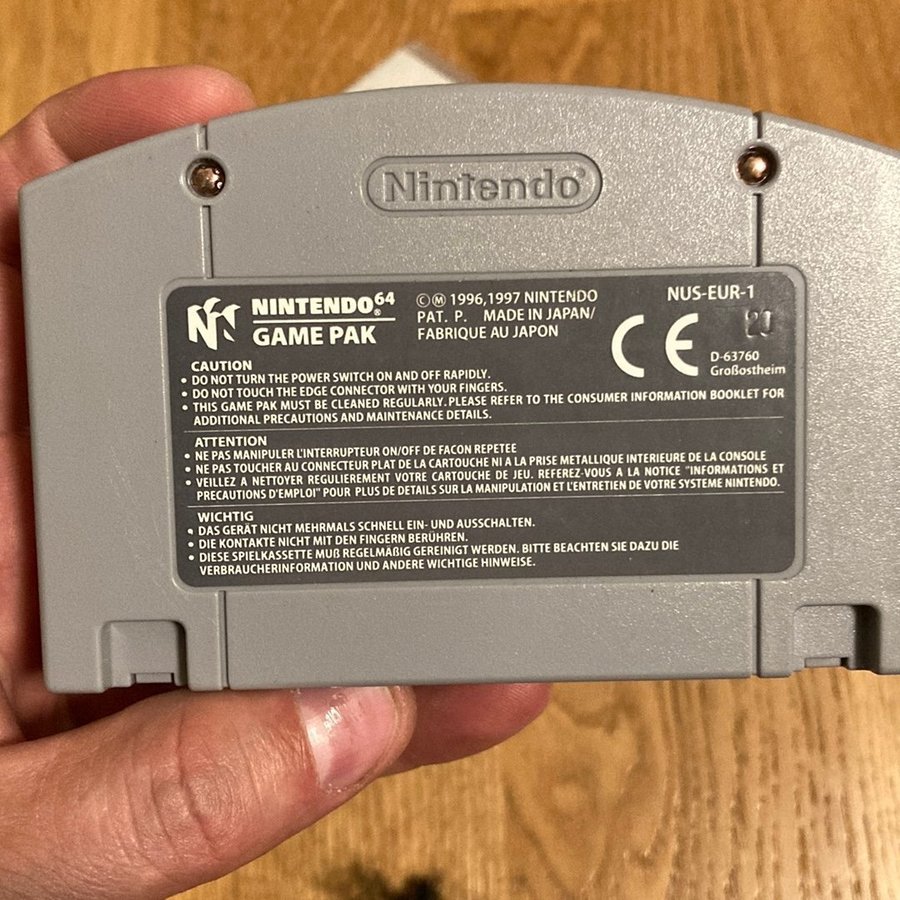 Nintendo®
NINTENDO64®
GAME PAK
©Ⓜ 1996,1997 NINTENDO
PAT. P. MADE IN JAPAN/
FABRIQUE AU JAPON
NUS-EUR-1
CE
D-63760
Großostheim
CAUTION
• DO NOT TURN THE POWER SWITCH ON AND OFF RAPIDLY.
• DO NOT TOUCH THE EDGE CONNECTOR WITH YOUR FINGERS.
• THIS GAME PAK MUST BE CLEANED REGULARLY. PLEASE REFER TO THE CONSUMER INFORMATION BOOKLET FOR
ADDITIONAL PRECAUTIONS AND MAINTENANCE DETAILS.
ATTENTION
• NE PAS MANIPULER L'INTERRUPTEUR ON/OFF DE FACON REPETEE
• NE PAS TOUCHER AU CONNECTEUR PLAT DE LA CARTOUCHE NI A LA PRISE METALLIQUE INTERIEURE DE LA CONSOLE
• VEILLEZ A NETTOYER REGULIEREMENT VOTRE CARTOUCHE DE JEU. REFEREZ-VOUS A LA NOTICE "INFORMATIONS ET
PRECAUTIONS D'EMPLOI" POUR PLUS DE DETAILS SUR LA MANIPULATION ET L'ENTRETIEN DE VOTRE SYSTEME NINTENDO.
WICHTIG
• DAS GERÄT NICHT MEHRMALS SCHNELL EIN- UND AUSSCHALTEN.
• DIE KONTAKTE NICHT MIT DEN FINGERN BERÜHREN.
• DIESE SPIELKASSETTE MUß REGELMÄßIG GEREINIGT WERDEN. BITTE BEACHTEN SIE DAZU DIE
VERBRAUCHERINFORMATION UND ANDERE WICHTIGE HINWEISE.